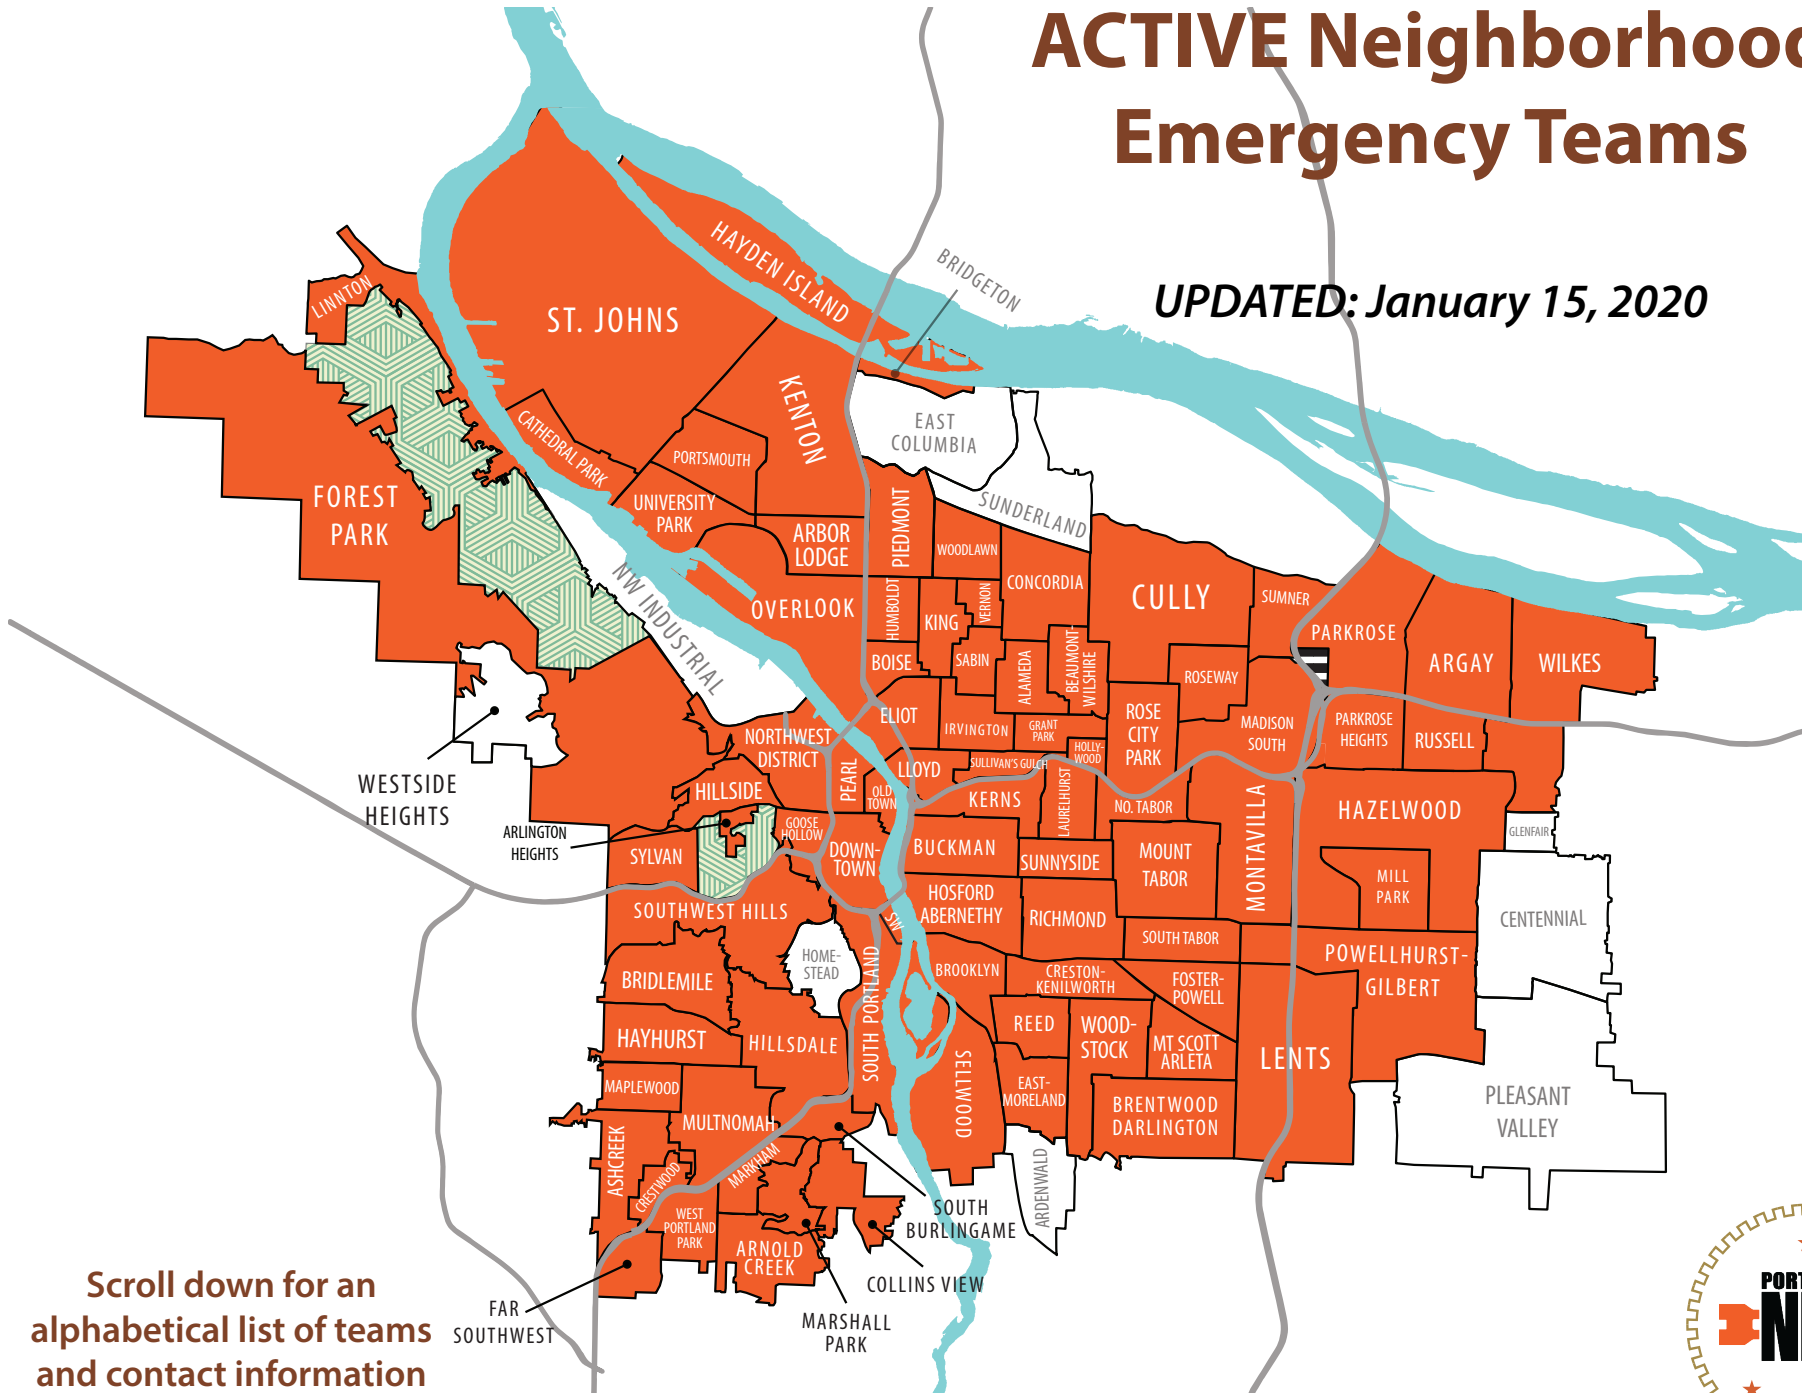 ACTIVE Neighborhood
Emergency Teams
UPDATED: January 15, 2020
HAYDEN ISLAND
BRIDGETON
LINNTON
ST. JOHNS
KENTON
EAST
COLUMBIA
CATHEDRAL PARK
PORTSMOUTH
SUNDERLAND
FOREST
PARK
UNIVERSITY
PARK
ARBOR
LODGE
PIEDMONT
WOODLAWN
CONCORDIA
CULLY
SUMNER
NW INDUSTRIAL
OVERLOOK
HUMBOLDT
KING
VERNON
PARKROSE
ARGAY
WILKES
BOISE
SABIN
ALAMEDA
BEAUMONT-
WILSHIRE
ROSEWAY
ELIOT
IRVINGTON
GRANT
PARK
ROSE
CITY
PARK
MADISON
SOUTH
PARKROSE
HEIGHTS
RUSSELL
NORTHWEST
DISTRICT
PEARL
LLOYD
SULLIVAN'S GULCH
HOLLY-
WOOD
WESTSIDE
HEIGHTS
HILLSIDE
OLD
TOWN
KERNS
LAURELHURST
NO. TABOR
MONTAVILLA
HAZELWOOD
GLENFAIR
ARLINGTON
HEIGHTS
SYLVAN
GOOSE
HOLLOW
DOWN-
TOWN
BUCKMAN
SUNNYSIDE
MOUNT
TABOR
MILL
PARK
SOUTHWEST HILLS
SW
HOSFORD
ABERNETHY
RICHMOND
SOUTH TABOR
CENTENNIAL
HOME-
STEAD
BRIDLEMILE
SOUTH PORTLAND
BROOKLYN
CRESTON-
KENILWORTH
FOSTER-
POWELL
POWELLHURST-
GILBERT
HAYHURST
HILLSDALE
REED
WOOD-
STOCK
MT SCOTT
ARLETA
LENTS
MAPLEWOOD
SELLWOOD
EAST-
MORELAND
BRENTWOOD
DARLINGTON
PLEASANT
VALLEY
MULTNOMAH
ASHCREEK
CRESTWOOD
MARKHAM
ARDENWALD
WEST
PORTLAND
PARK
ARNOLD
CREEK
SOUTH
BURLINGAME
COLLINS VIEW
MARSHALL
PARK
FAR
SOUTHWEST
Scroll down for an
alphabetical list of teams
and contact information
PORT
N